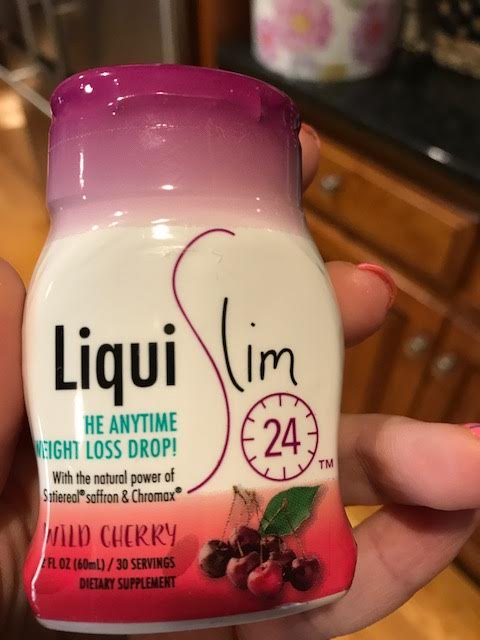 Liqui Slim
24 ™
HE ANYTIME
WEIGHT LOSS DROP!
With the natural power of
Satiereal® saffron & Chromax®
WILD CHERRY
FL OZ (60mL) / 30 SERVINGS
DIETARY SUPPLEMENT